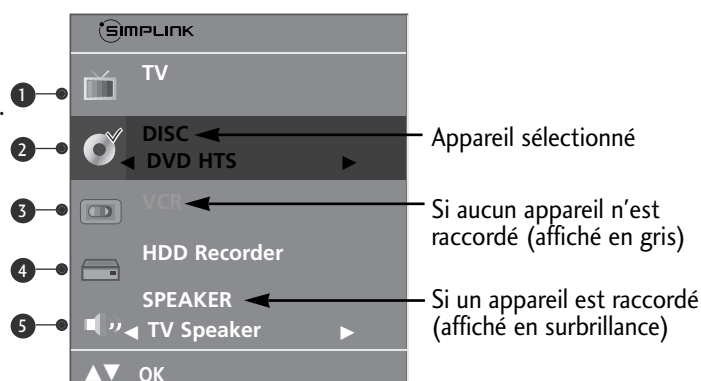 SIMPLINK
1 TV
2 DISC
◄ DVD HTS ►
Appareil sélectionné
3 VCR
Si aucun appareil n'est
raccordé (affiché en gris)
4 HDD Recorder
5 SPEAKER
◄ TV Speaker ►
Si un appareil est raccordé
(affiché en surbrillance)
▲▼ OK